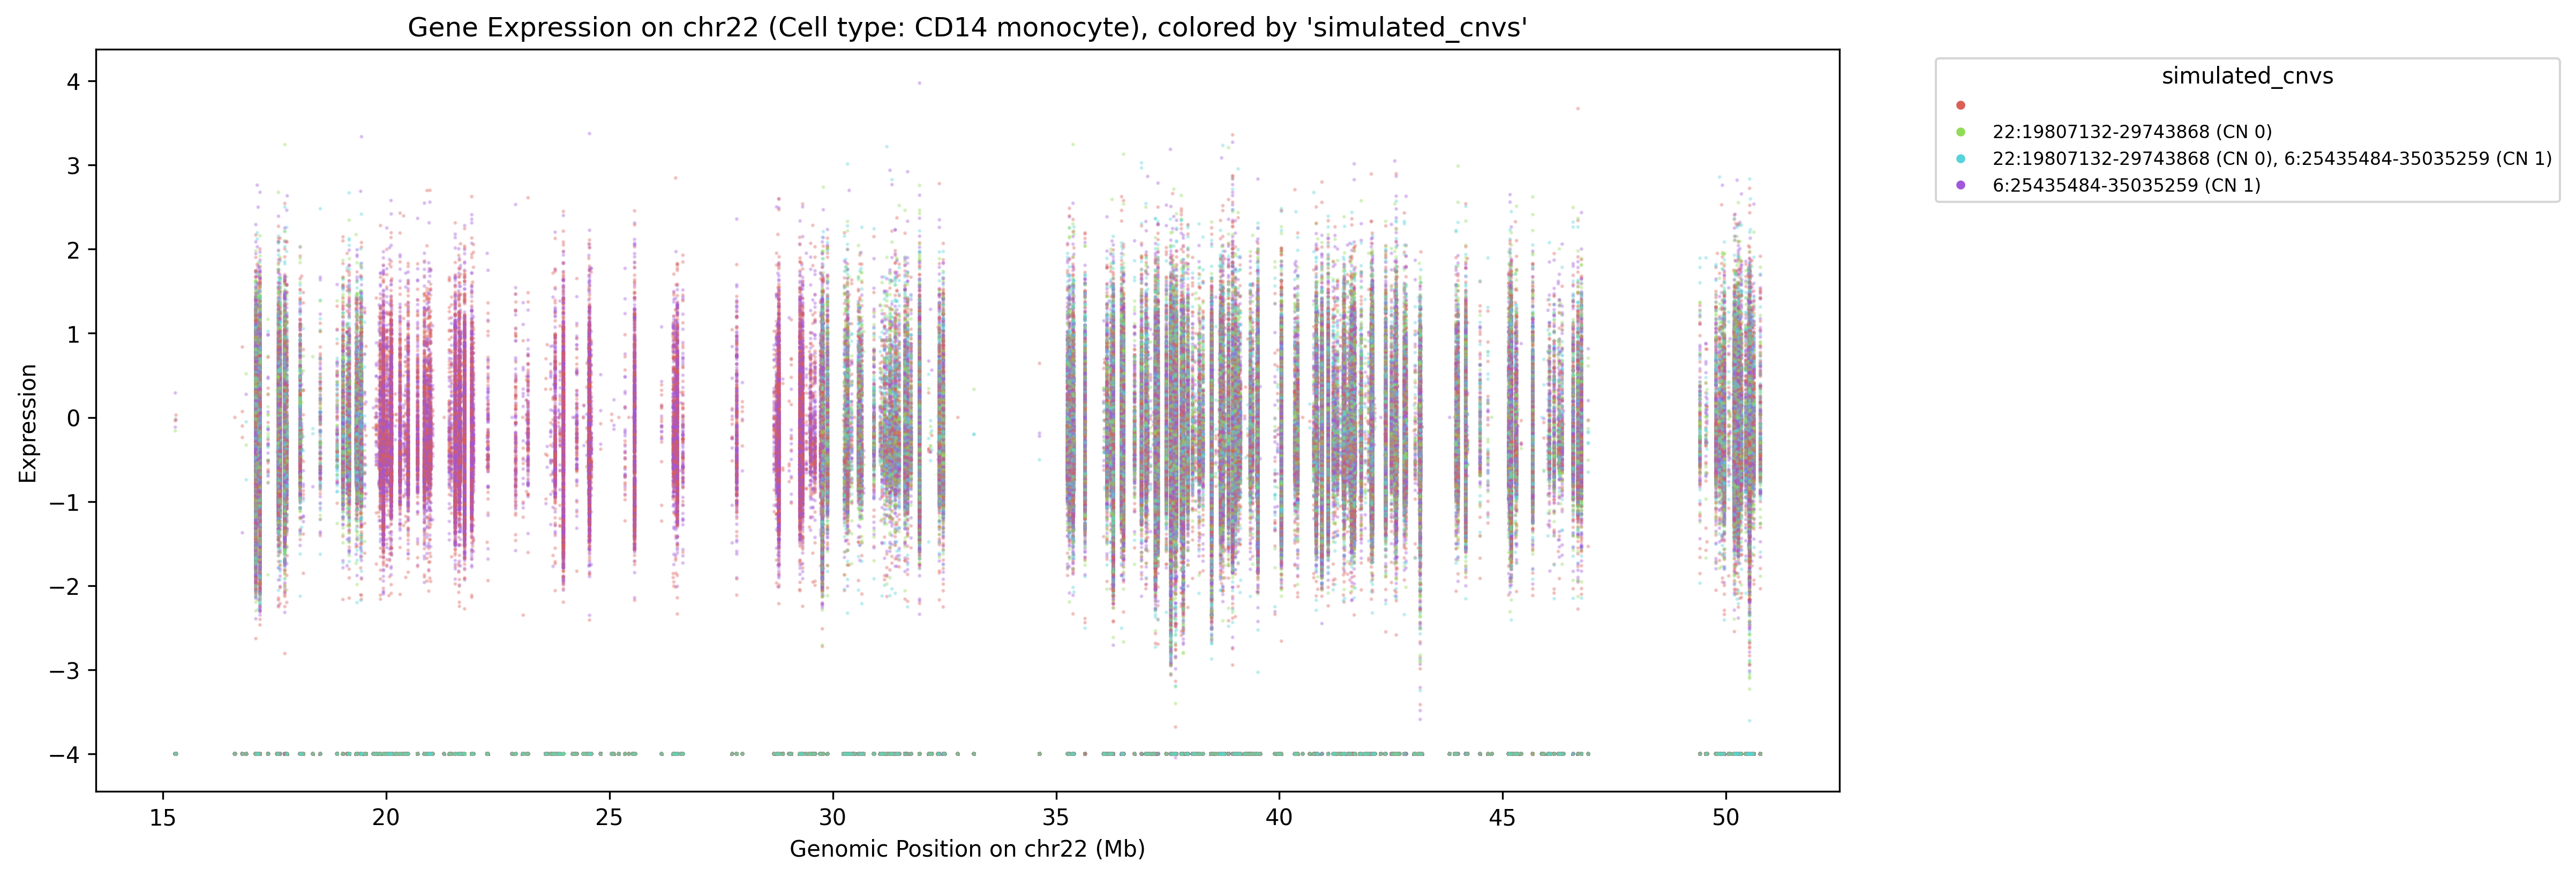 Gene Expression on chr22 (Cell type: CD14 monocyte), colored by 'simulated_cnvs'
simulated_cnvs
22:19807132-29743868 (CN 0)
22:19807132-29743868 (CN 0), 6:25435484-35035259 (CN 1)
6:25435484-35035259 (CN 1)
Expression
4
3
2
1
0
−1
−2
−3
−4
15
20
25
30
35
40
45
50
Genomic Position on chr22 (Mb)